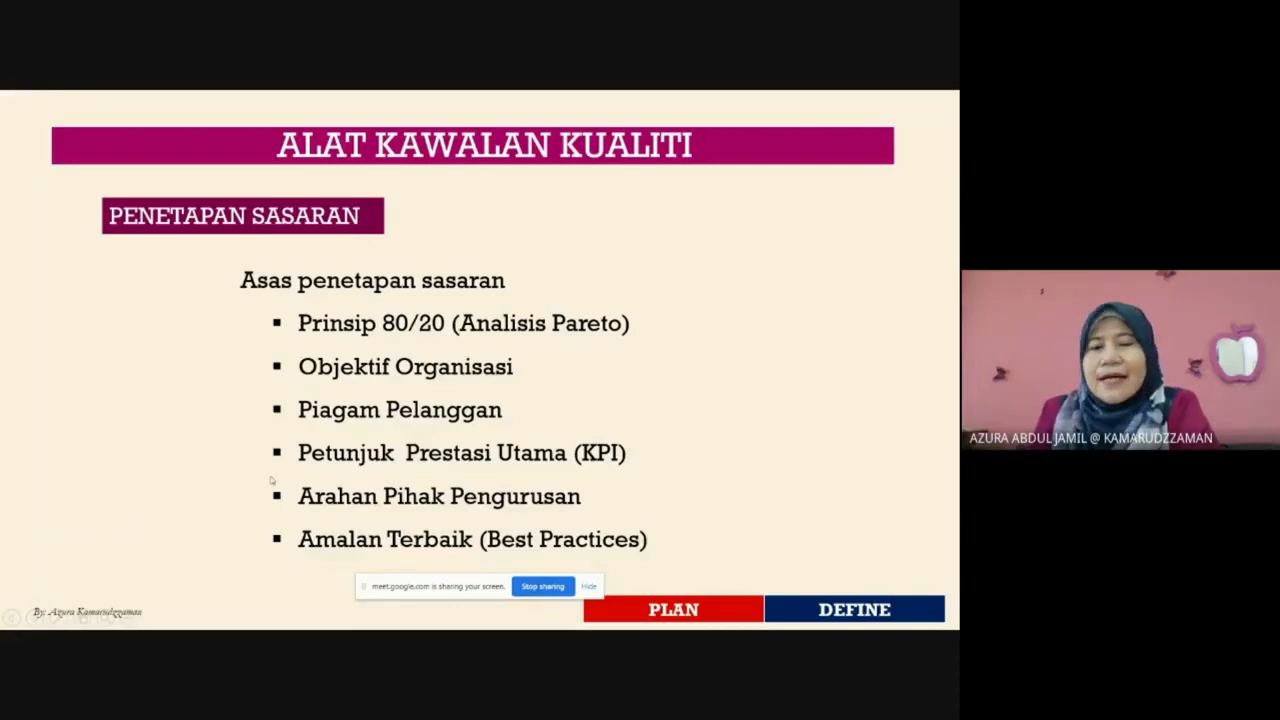 ALAT KAWALAN KUALITI
PENETAPAN SASARAN
Asas penetapan sasaran
▪ Prinsip 80/20 (Analisis Pareto)
▪ Objektif Organisasi
▪ Piagam Pelanggan
▪ Petunjuk Prestasi Utama (KPI)
▪ Arahan Pihak Pengurusan
▪ Amalan Terbaik (Best Practices)
meet.google.com is sharing your screen. Stop sharing Hide
By: Azura Kamarudzzaman
PLAN DEFINE
AZURA ABDUL JAMIL @ KAMARUDZZAMAN